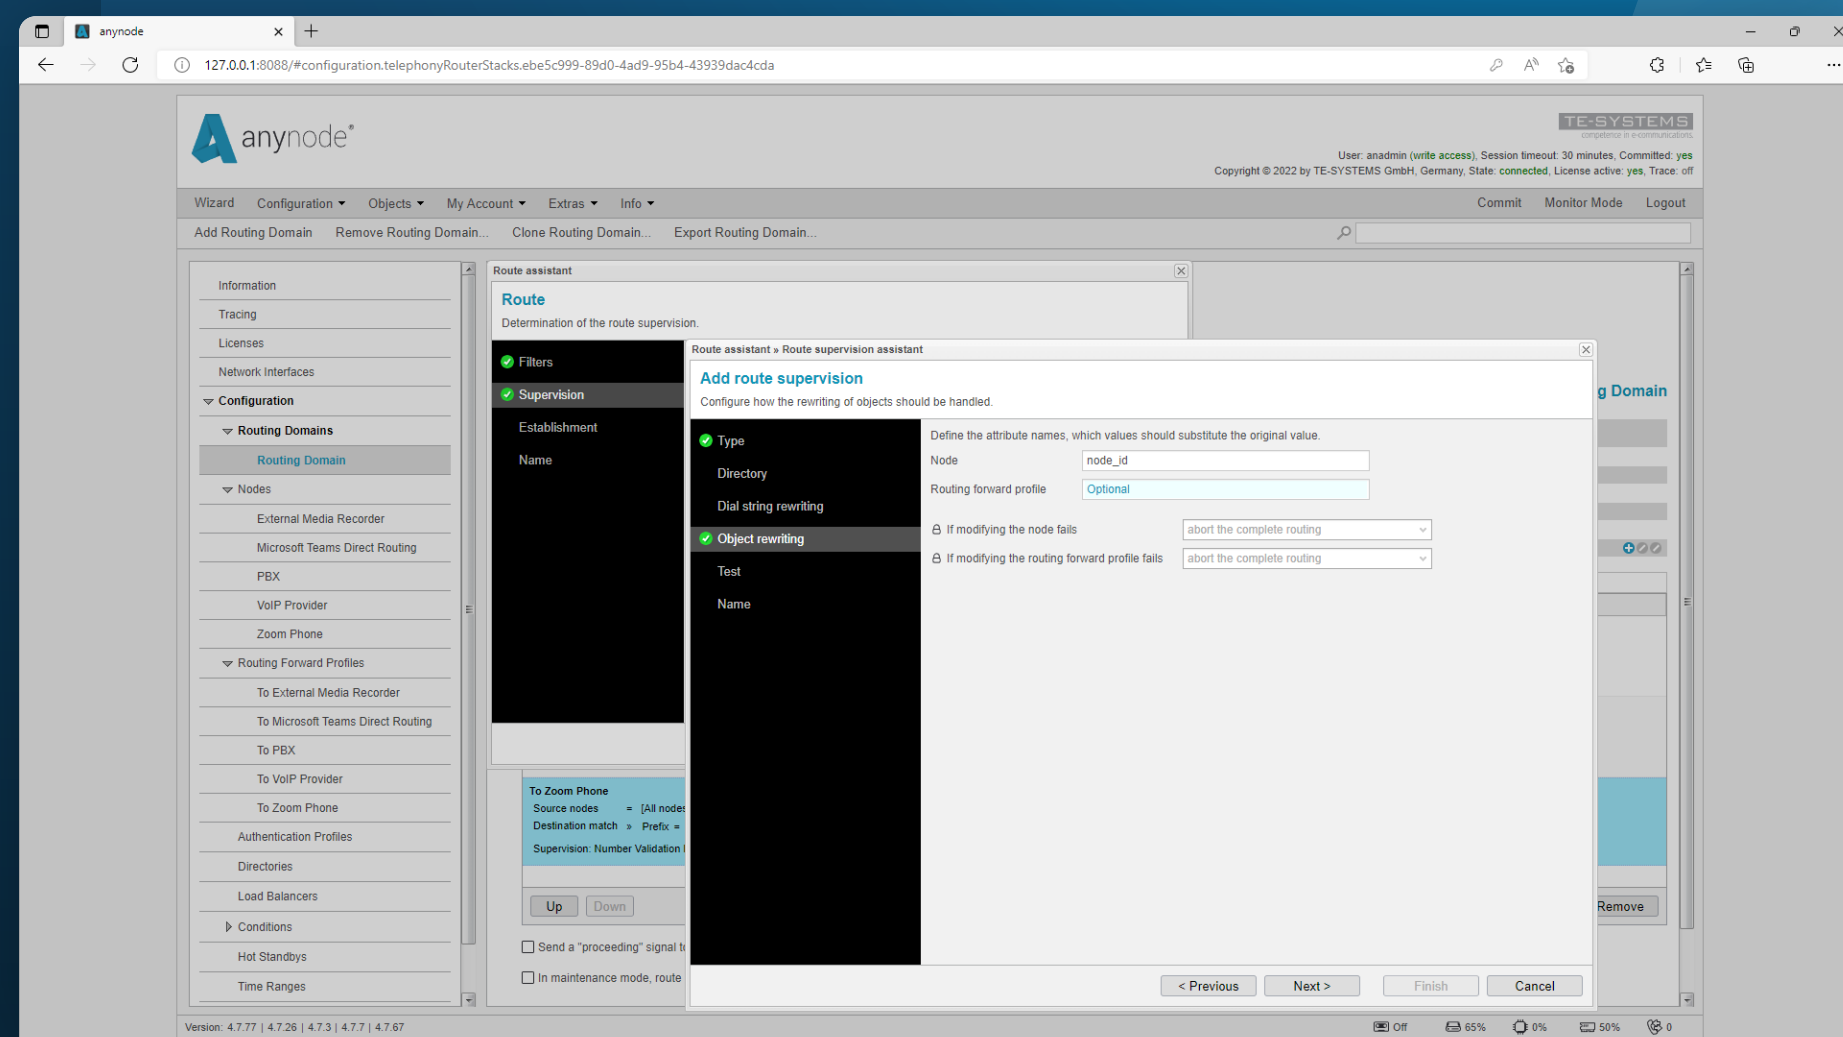 anynode
127.0.0.1:8088/#configuration.telephonyRouterStacks.ebe5c999-89d0-4ad9-95b4-43939dac4cda
anynode®
TE-SYSTEMS
competence in e-communications.
User: anadmin (write access), Session timeout: 30 minutes, Committed: yes
Copyright © 2022 by TE-SYSTEMS GmbH, Germany, State: connected, License active: yes, Trace: off
Wizard Configuration Objects My Account Extras Info Commit Monitor Mode Logout
Add Routing Domain Remove Routing Domain... Clone Routing Domain... Export Routing Domain...
Information
Tracing
Licenses
Network Interfaces
Configuration
Routing Domains
Routing Domain
Nodes
External Media Recorder
Microsoft Teams Direct Routing
PBX
VoIP Provider
Zoom Phone
Routing Forward Profiles
To External Media Recorder
To Microsoft Teams Direct Routing
To PBX
To VoIP Provider
To Zoom Phone
Authentication Profiles
Directories
Load Balancers
Conditions
Hot Standbys
Time Ranges
Route assistant
Route
Determination of the route supervision.
Filters
Supervision
Establishment
Name
Route assistant » Route supervision assistant
Add route supervision
Configure how the rewriting of objects should be handled.
Type
Directory
Dial string rewriting
Object rewriting
Test
Name
Define the attribute names, which values should substitute the original value.
Node node_id
Routing forward profile Optional
If modifying the node fails abort the complete routing
If modifying the routing forward profile fails abort the complete routing
< Previous Next > Finish Cancel
g Domain
To Zoom Phone
Source nodes = [All nodes
Destination match » Prefix =
Supervision: Number Validation
Up Down Remove
Send a "proceeding" signal to
In maintenance mode, route
Version: 4.7.77 | 4.7.26 | 4.7.3 | 4.7.7 | 4.7.67 Off 65% 0% 50% 0